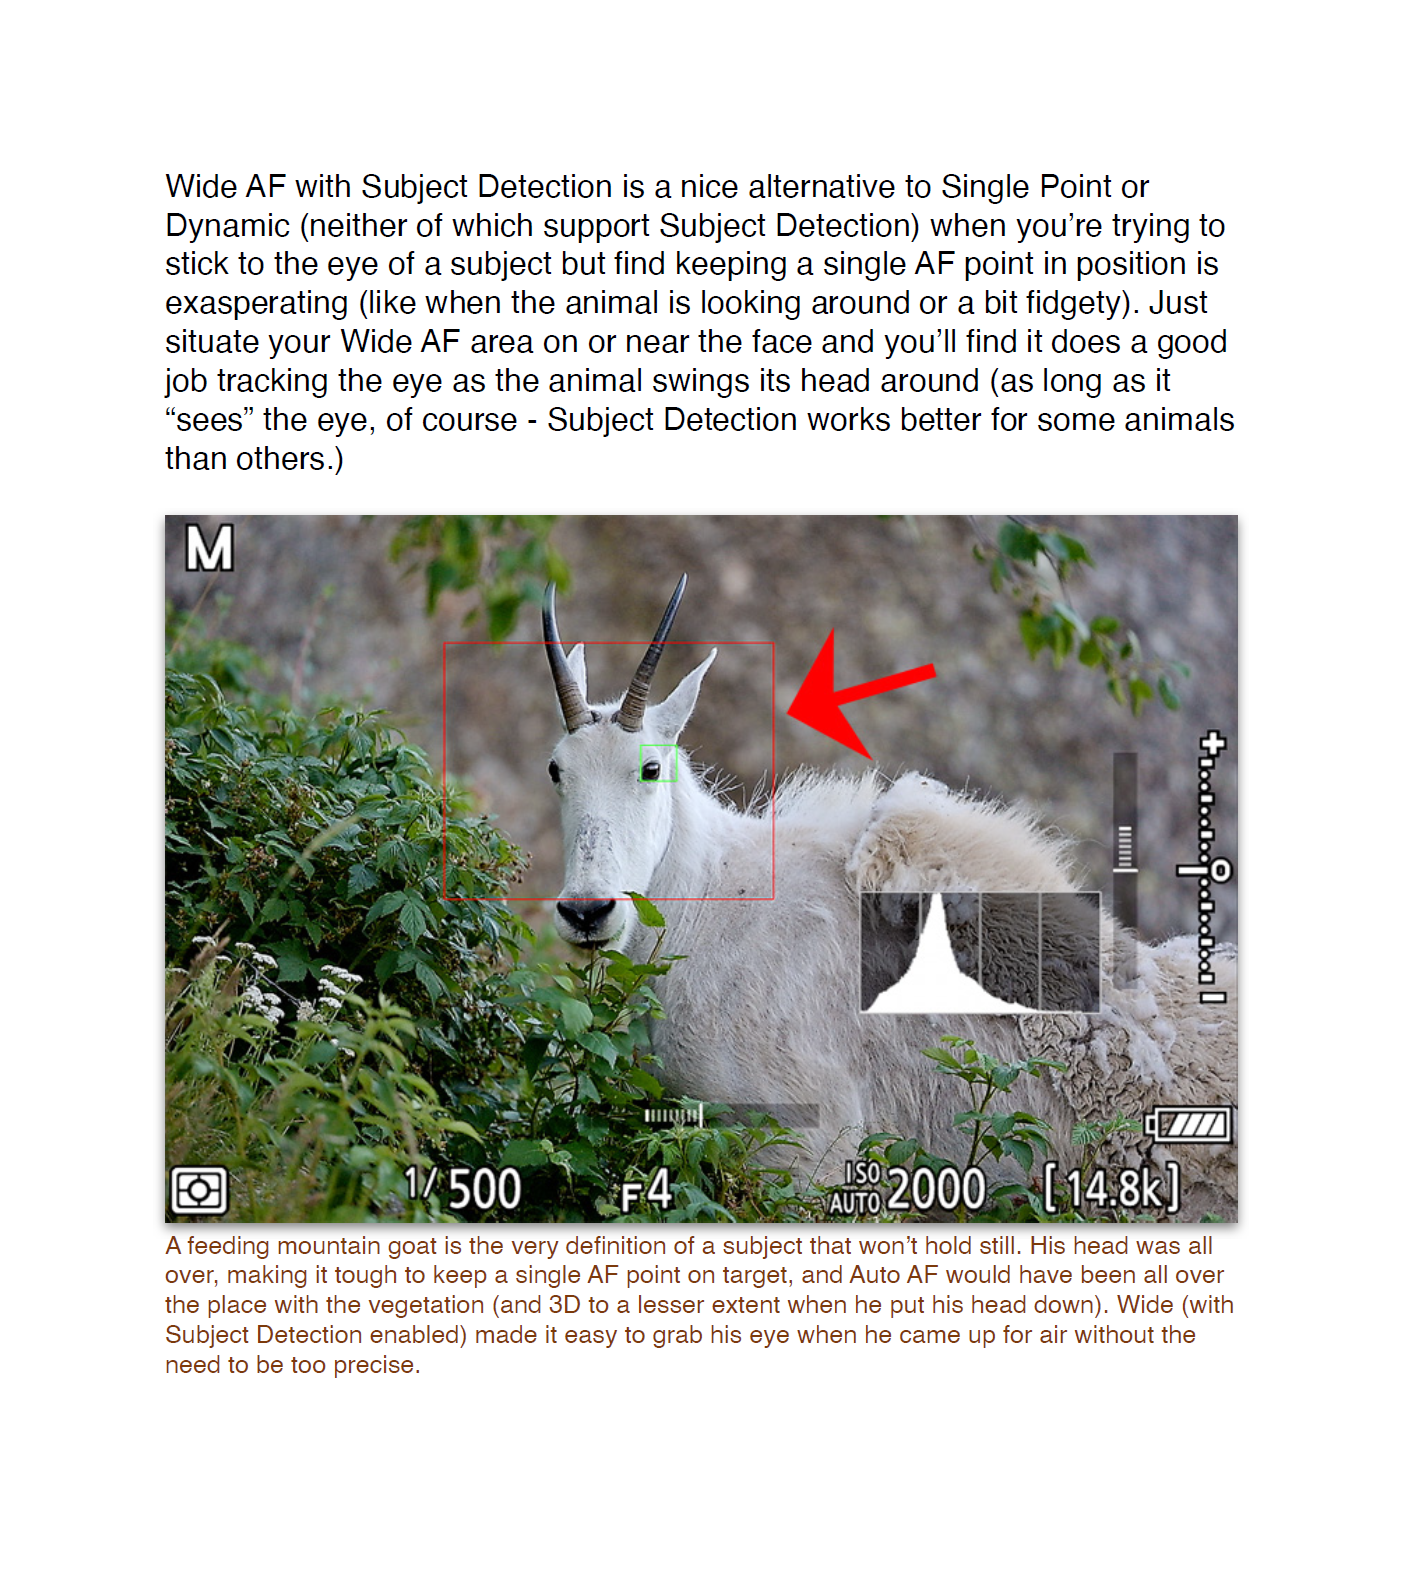 Wide AF with Subject Detection is a nice alternative to Single Point or
Dynamic (neither of which support Subject Detection) when you’re trying to
stick to the eye of a subject but find keeping a single AF point in position is
exasperating (like when the animal is looking around or a bit fidgety). Just
situate your Wide AF area on or near the face and you’ll find it does a good
job tracking the eye as the animal swings its head around (as long as it
“sees” the eye, of course - Subject Detection works better for some animals
than others.)
M
1/500 F4 ISO AUTO 2000 [14.8k]
A feeding mountain goat is the very definition of a subject that won’t hold still. His head was all
over, making it tough to keep a single AF point on target, and Auto AF would have been all over
the place with the vegetation (and 3D to a lesser extent when he put his head down). Wide (with
Subject Detection enabled) made it easy to grab his eye when he came up for air without the
need to be too precise.